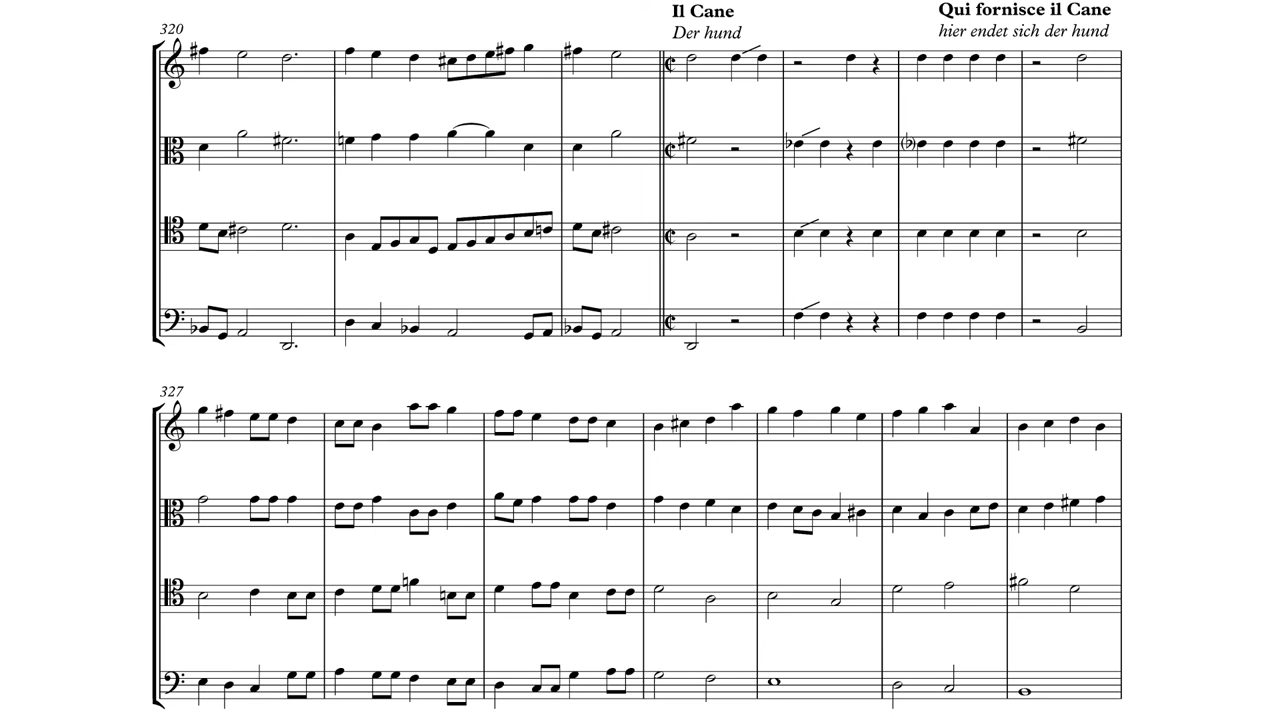 Il Cane
Der hund
Qui fornisce il Cane
hier endet sich der hund
320
327